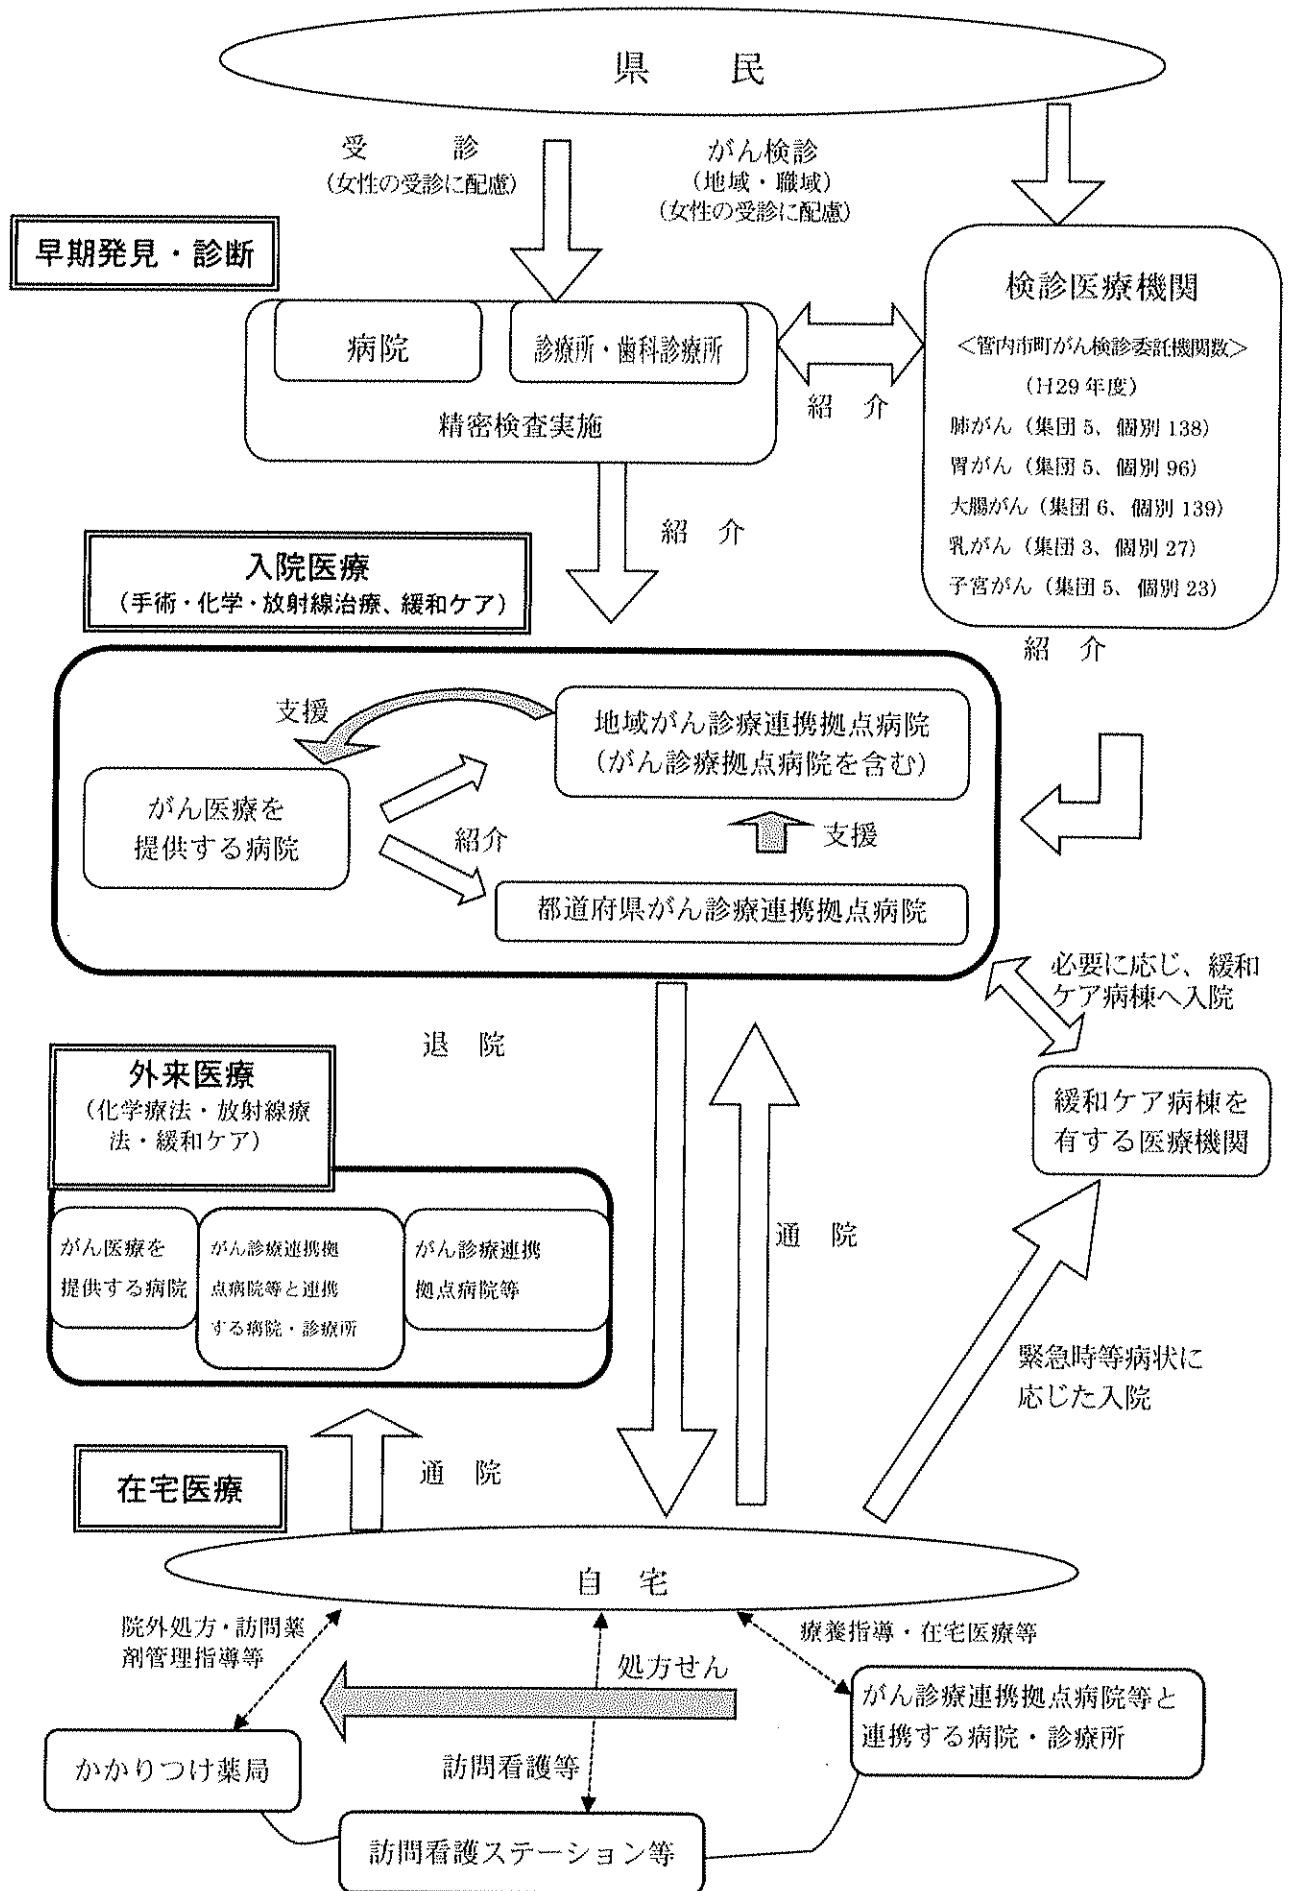 県　　民
受　　診
(女性の受診に配慮)
がん検診
(地域・職域)
(女性の受診に配慮)
早期発見・診断
病院
診療所・歯科診療所
精密検査実施
紹　介
検診医療機関
＜管内市町がん検診委託機関数＞
(H29 年度)
肺がん（集団 5、個別 138）
胃がん（集団 5、個別 96）
大腸がん（集団 6、個別 139）
乳がん（集団 3、個別 27）
子宮がん（集団 5、個別 23）
紹　介
紹　介
入院医療
（手術・化学・放射線治療、緩和ケア）
支援
地域がん診療連携拠点病院
（がん診療拠点病院を含む）
がん医療を
提供する病院
紹介
支援
都道府県がん診療連携拠点病院
必要に応じ、緩和
ケア病棟へ入院
退　院
外来医療
（化学療法・放射線療
法・緩和ケア）
緩和ケア病棟を
有する医療機関
がん医療を
提供する病院
がん診療連携拠
点病院等と連携
する病院・診療所
がん診療連携
拠点病院等
通　院
緊急時等病状に
応じた入院
通　院
在宅医療
自　宅
院外処方・訪問薬
剤管理指導等
療養指導・在宅医療等
処方せん
がん診療連携拠点病院等と
連携する病院・診療所
かかりつけ薬局
訪問看護等
訪問看護ステーション等